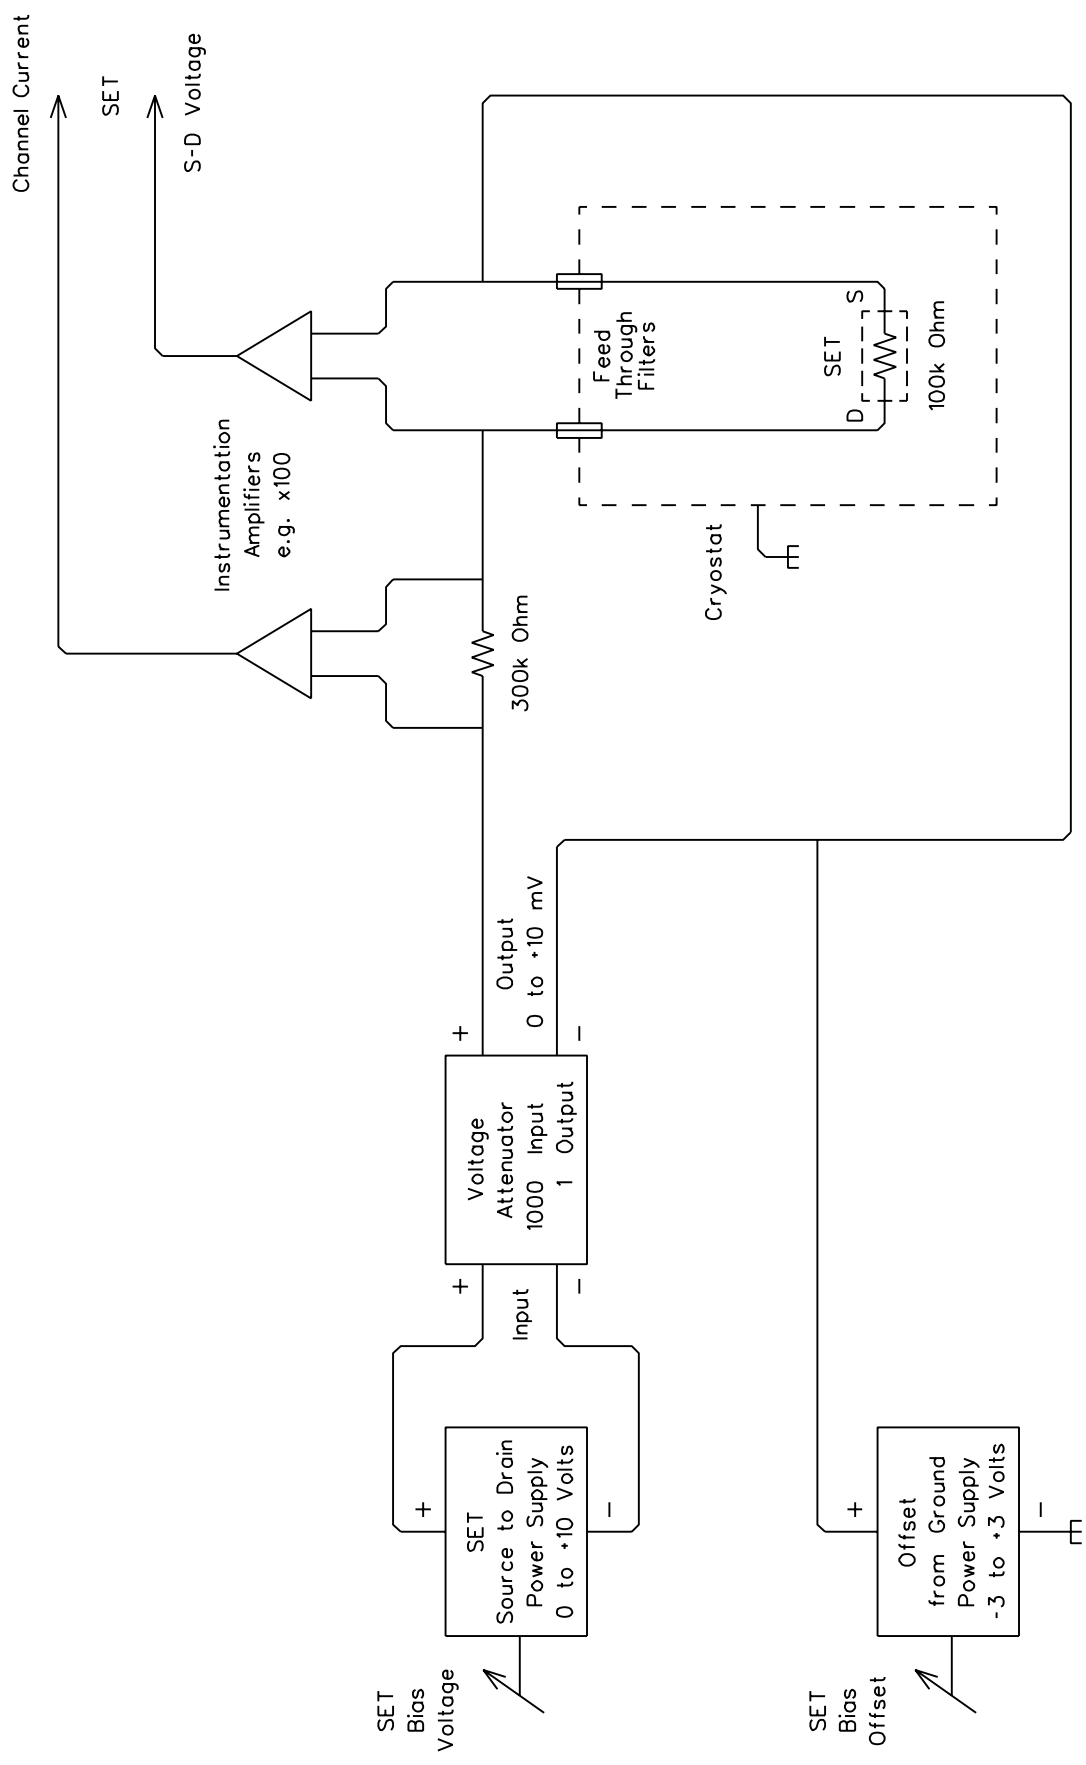 Channel Current
SET
S-D Voltage
Instrumentation
Amplifiers
e.g. x100
300k Ohm
Feed
Through
Filters
SET
D
S
100k Ohm
Cryostat
+
Output
0 to +10 mV
-
Voltage
Attenuator
1000 Input
1 Output
+
Input
-
+
SET
Source to Drain
Power Supply
0 to +10 Volts
-
SET
Bias
Voltage
+
Offset
from Ground
Power Supply
-3 to +3 Volts
-
SET
Bias
Offset